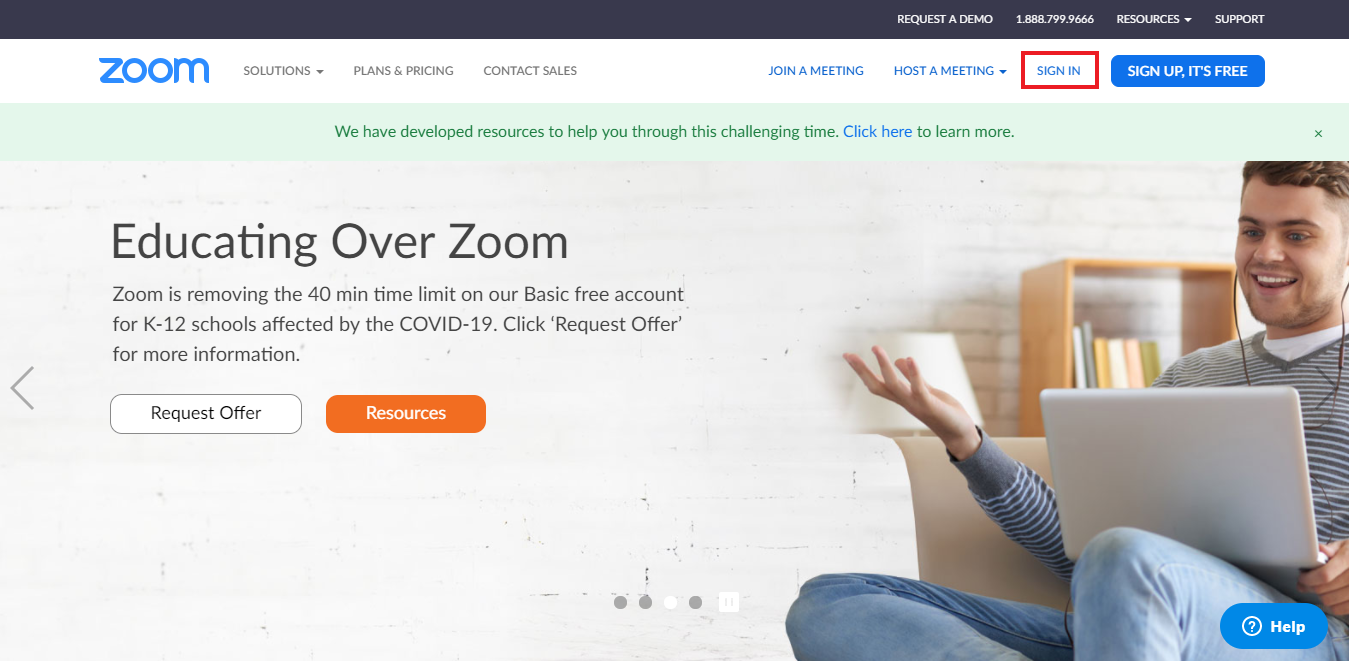 REQUEST A DEMO 1.888.799.9666 RESOURCES SUPPORT
zoom SOLUTIONS PLANS & PRICING CONTACT SALES JOIN A MEETING HOST A MEETING SIGN IN SIGN UP, IT'S FREE
We have developed resources to help you through this challenging time. Click here to learn more. ×
Educating Over Zoom
Zoom is removing the 40 min time limit on our Basic free account
for K-12 schools affected by the COVID-19. Click ‘Request Offer’
for more information.
Request Offer Resources
? Help